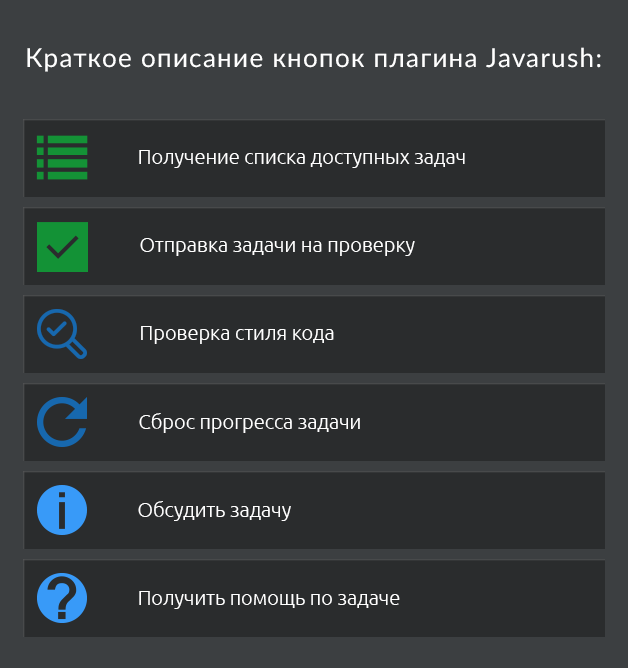 Краткое описание кнопок плагина Javarush:
Получение списка доступных задач
Отправка задачи на проверку
Проверка стиля кода
Сброс прогресса задачи
Обсудить задачу
Получить помощь по задаче